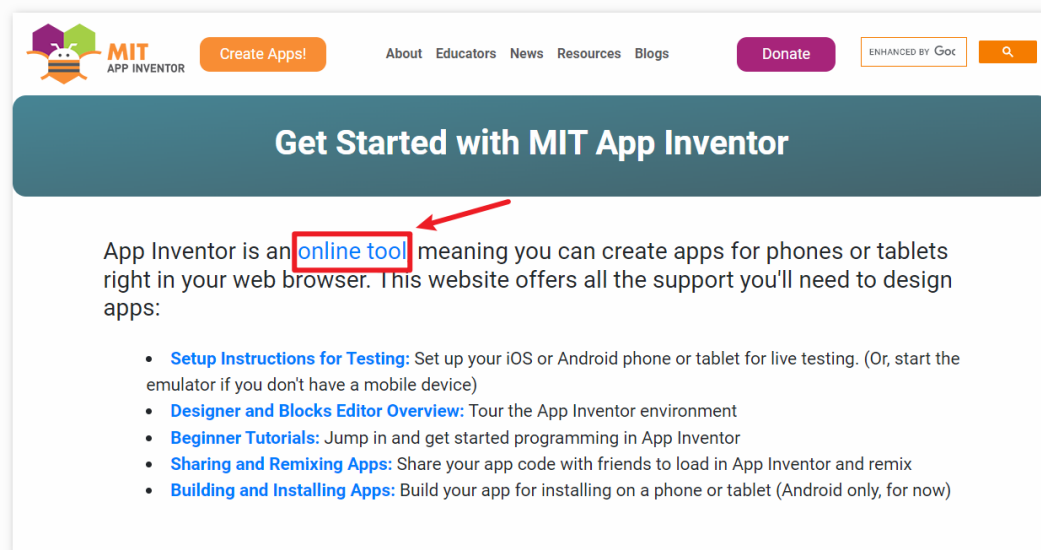 MIT
APP INVENTOR
Create Apps!
About Educators News Resources Blogs
Donate
ENHANCED BY Goo
Get Started with MIT App Inventor
App Inventor is an online tool meaning you can create apps for phones or tablets
right in your web browser. This website offers all the support you'll need to design
apps:
• Setup Instructions for Testing: Set up your iOS or Android phone or tablet for live testing. (Or, start the
emulator if you don't have a mobile device)
• Designer and Blocks Editor Overview: Tour the App Inventor environment
• Beginner Tutorials: Jump in and get started programming in App Inventor
• Sharing and Remixing Apps: Share your app code with friends to load in App Inventor and remix
• Building and Installing Apps: Build your app for installing on a phone or tablet (Android only, for now)